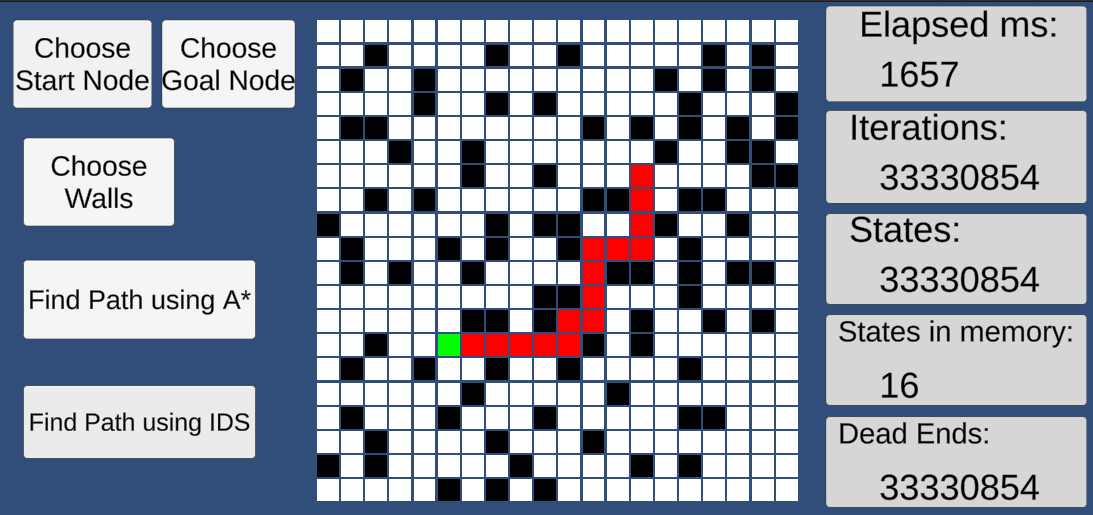 Choose
Start Node
Choose
Goal Node
Choose
Walls
Find Path using A*
Find Path using IDS
Elapsed ms:
1657
Iterations:
33330854
States:
33330854
States in memory:
16
Dead Ends:
33330854